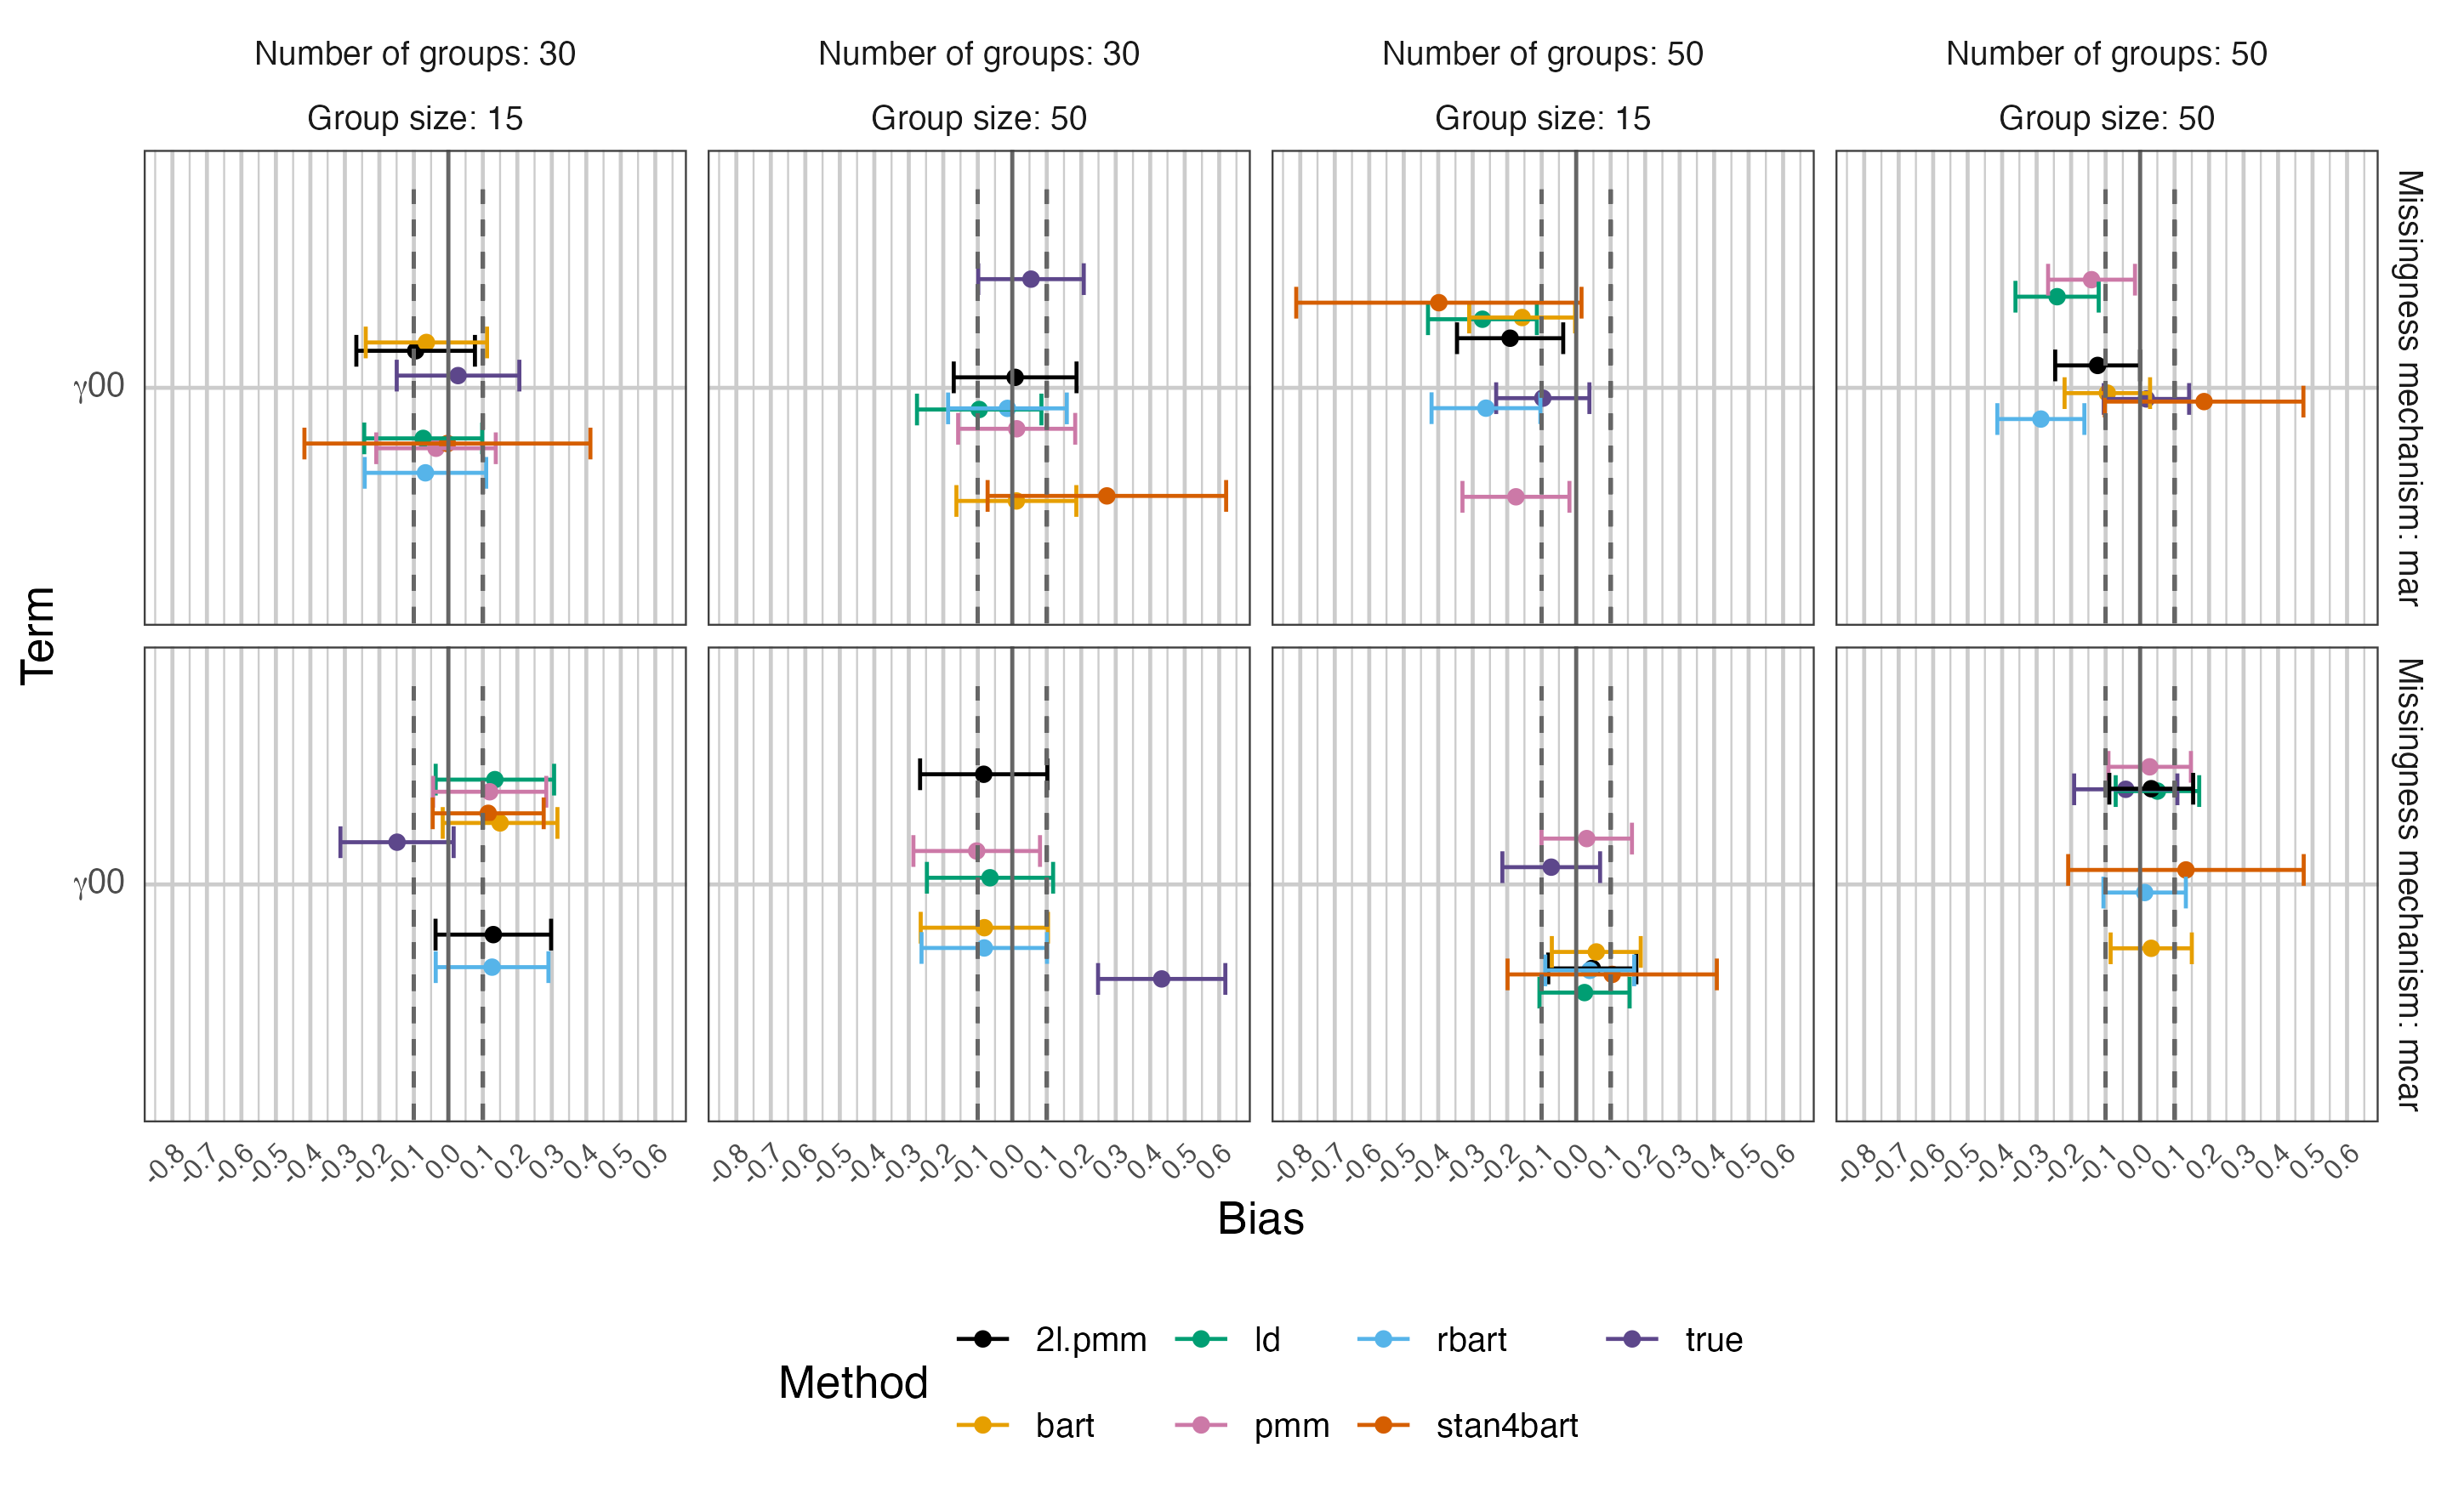 Number of groups: 30
Number of groups: 30
Number of groups: 50
Number of groups: 50
Group size: 15
Group size: 50
Group size: 15
Group size: 50
Term
γ00
Missingness mechanism: mar
γ00
Missingness mechanism: mcar
-0.8 -0.7 -0.6 -0.5 -0.4 -0.3 -0.2 -0.1 0.0 0.1 0.2 0.3 0.4 0.5 0.6
-0.8 -0.7 -0.6 -0.5 -0.4 -0.3 -0.2 -0.1 0.0 0.1 0.2 0.3 0.4 0.5 0.6
-0.8 -0.7 -0.6 -0.5 -0.4 -0.3 -0.2 -0.1 0.0 0.1 0.2 0.3 0.4 0.5 0.6
-0.8 -0.7 -0.6 -0.5 -0.4 -0.3 -0.2 -0.1 0.0 0.1 0.2 0.3 0.4 0.5 0.6
Bias
Method
2l.pmm ld rbart true
bart pmm stan4bart